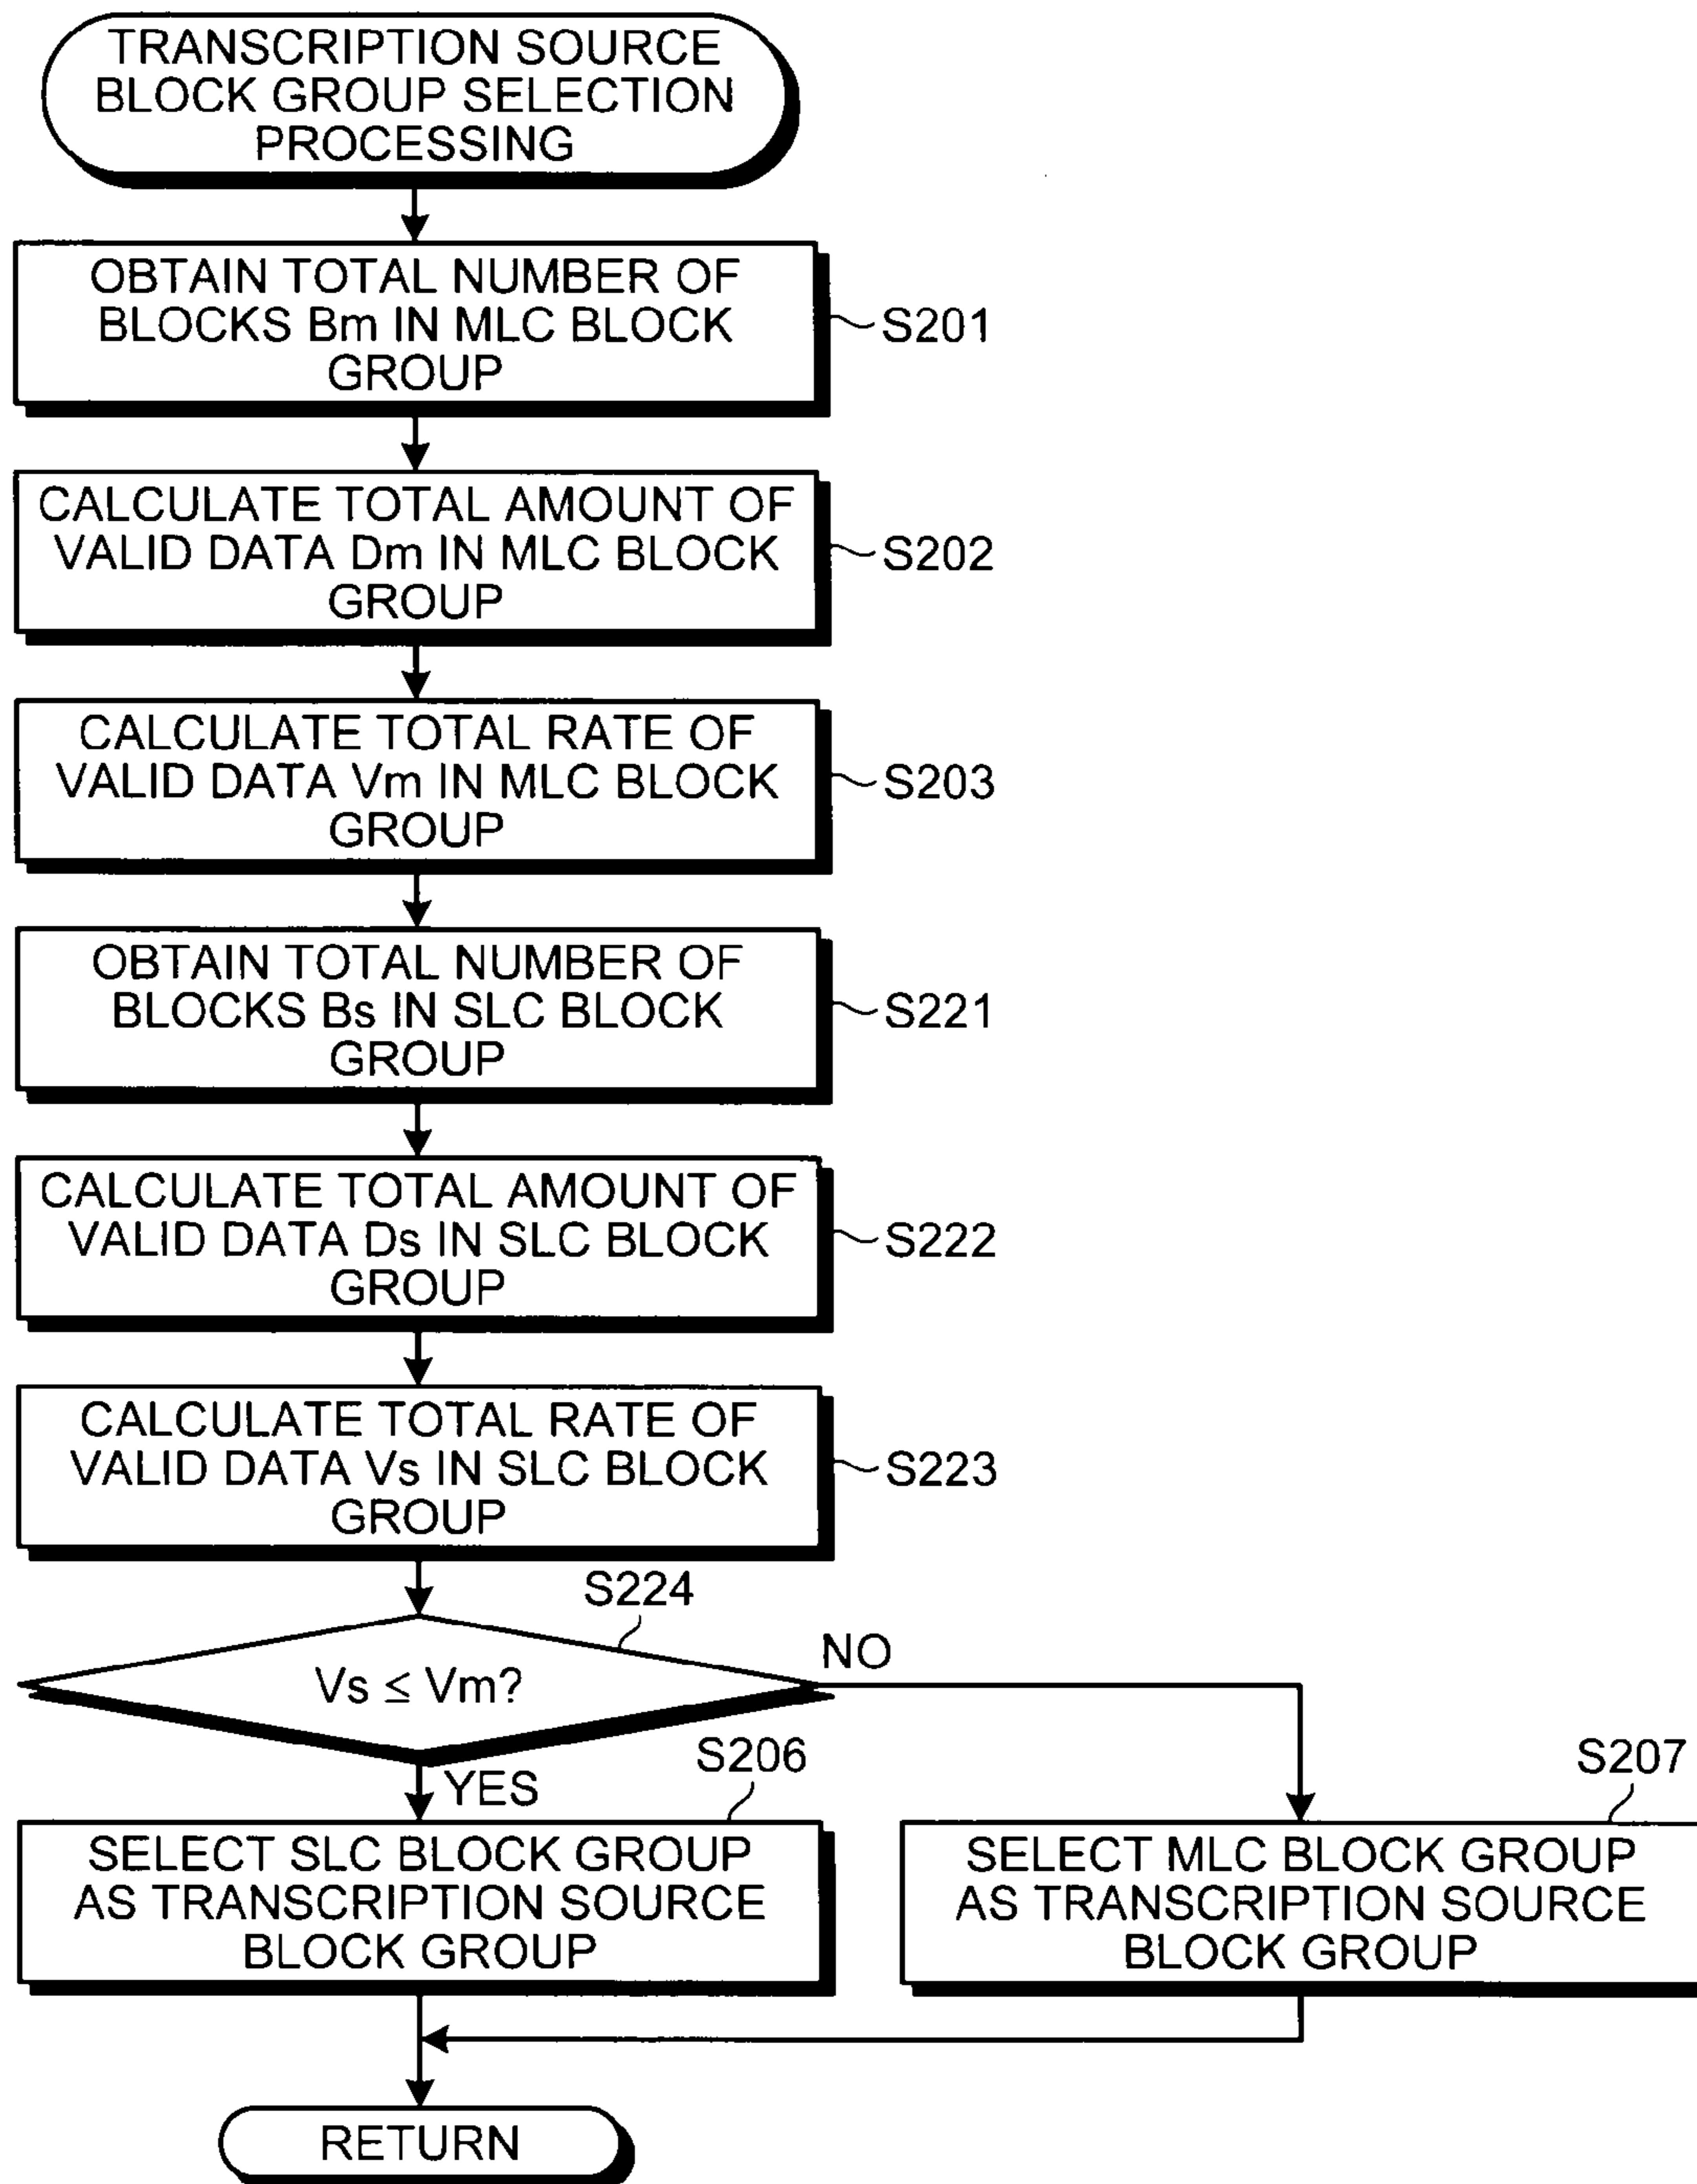 TRANSCRIPTION SOURCE
BLOCK GROUP SELECTION
PROCESSING
OBTAIN TOTAL NUMBER OF
BLOCKS Bm IN MLC BLOCK
GROUP
S201
CALCULATE TOTAL AMOUNT OF
VALID DATA Dm IN MLC BLOCK
GROUP
S202
CALCULATE TOTAL RATE OF
VALID DATA Vm IN MLC BLOCK
GROUP
S203
OBTAIN TOTAL NUMBER OF
BLOCKS Bs IN SLC BLOCK
GROUP
S221
CALCULATE TOTAL AMOUNT OF
VALID DATA Ds IN SLC BLOCK
GROUP
S222
CALCULATE TOTAL RATE OF
VALID DATA Vs IN SLC BLOCK
GROUP
S223
S224
Vs ≤ Vm?
NO
YES
S206
SELECT SLC BLOCK GROUP
AS TRANSCRIPTION SOURCE
BLOCK GROUP
S207
SELECT MLC BLOCK GROUP
AS TRANSCRIPTION SOURCE
BLOCK GROUP
RETURN